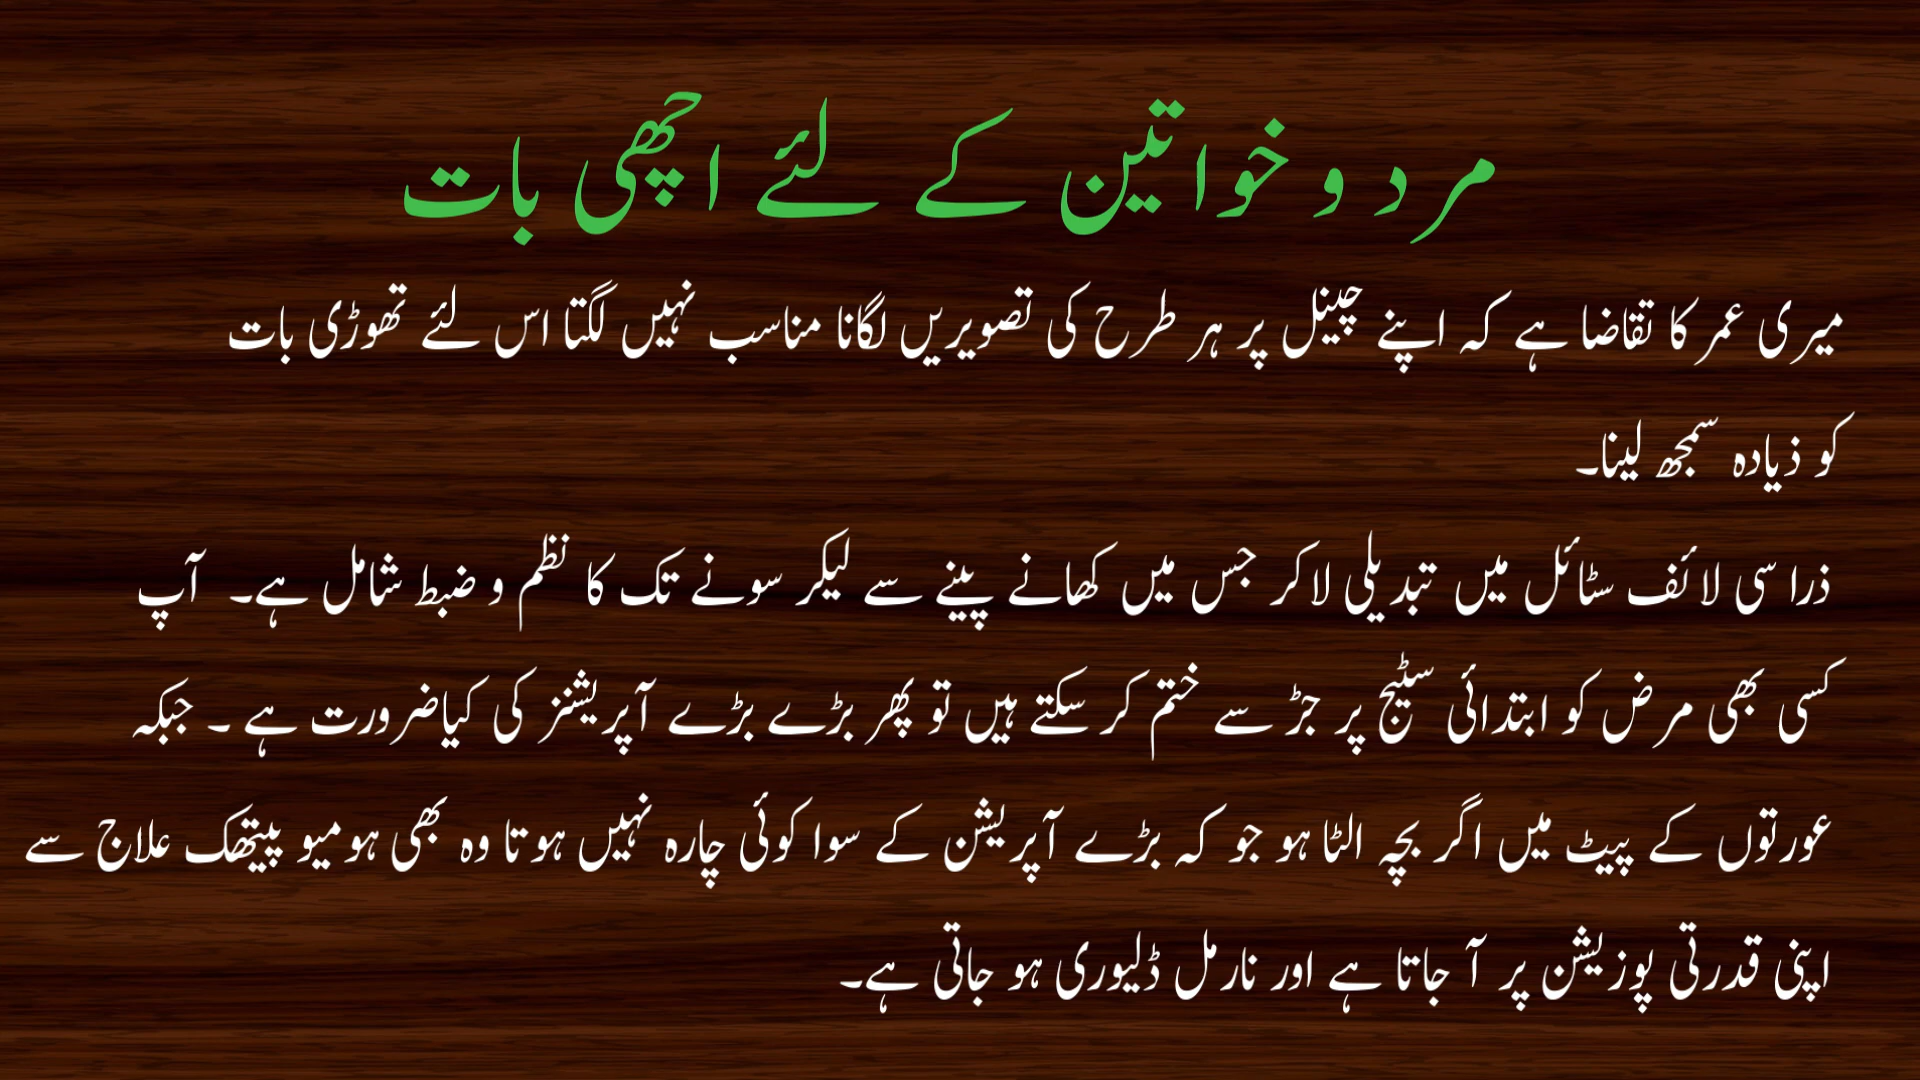 مرد و خواتین کے لئے اچھی بات
میری عمر کا تقاضا ہے کہ اپنے چینل پر ہر طرح کی تصویریں لگانا مناسب نہیں لگتا اس لئے تھوڑی بات
کو ذیادہ سمجھ لینا۔
ذرا سی لائف سٹائل میں تبدیلی لاکر جس میں کھانے پینے سے لیکر سونے تک کا نظم و ضبط شامل ہے۔ آپ
کسی بھی مرض کو ابتدائی سٹیج پر جڑ سے ختم کر سکتے ہیں تو پھر بڑے بڑے آپریشنز کی کیاضرورت ہے ۔ جبکہ
عورتوں کے پیٹ میں اگر بچہ الٹا ہو جو کہ بڑے آپریشن کے سوا کوئی چارہ نہیں ہوتا وہ بھی ہومیو پیتھک علاج سے
اپنی قدرتی پوزیشن پر آ جاتا ہے اور نارمل ڈلیوری ہو جاتی ہے۔